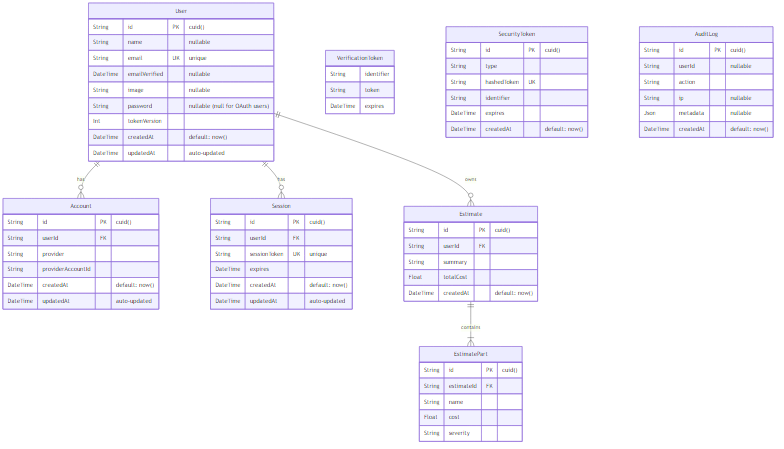 User
String id PK cuid()
String name nullable
String email UK unique
DateTime emailVerified nullable
String image nullable
String password nullable (null for OAuth users)
Int tokenVersion
DateTime createdAt default: now()
DateTime updatedAt auto-updated
VerificationToken
String identifier
String token
DateTime expires
SecurityToken
String id PK cuid()
String type
String hashedToken UK
String identifier
DateTime expires
DateTime createdAt default: now()
AuditLog
String id PK cuid()
String userId nullable
String action
String ip nullable
Json metadata nullable
DateTime createdAt default: now()
has
has
owns
Account
String id PK cuid()
String userId FK
String provider
String providerAccountId
DateTime createdAt default: now()
DateTime updatedAt auto-updated
Session
String id PK cuid()
String userId FK
String sessionToken UK unique
DateTime expires
DateTime createdAt default: now()
DateTime updatedAt auto-updated
Estimate
String id PK cuid()
String userId FK
String summary
Float totalCost
DateTime createdAt default: now()
contains
EstimatePart
String id PK cuid()
String estimateId FK
String name
Float cost
String severity